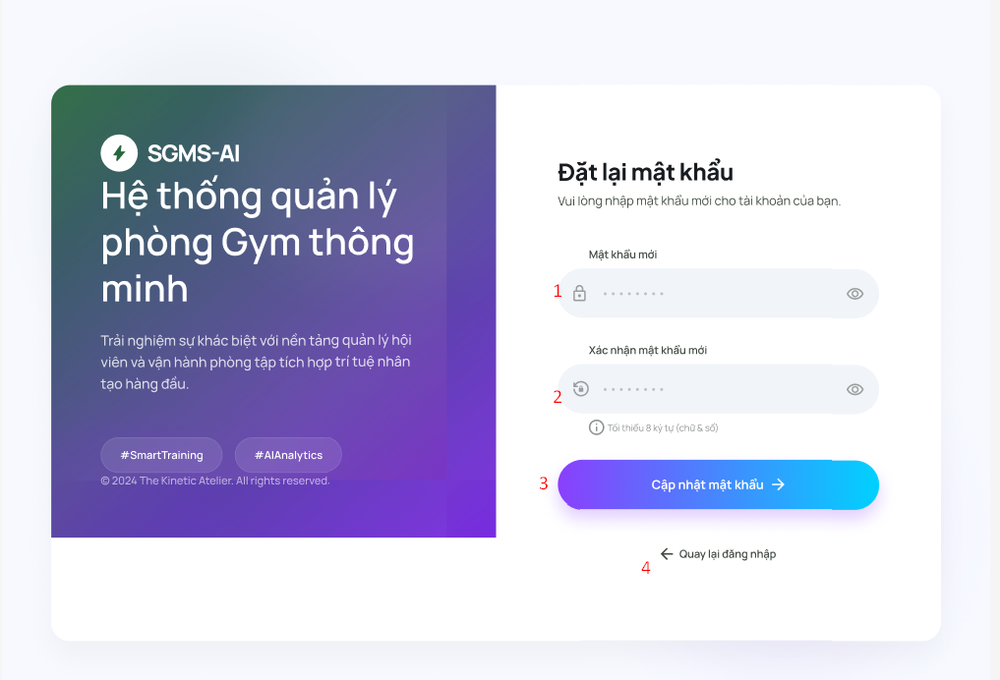 SGMS-AI
Hệ thống quản lý
phòng Gym thông
minh
Trải nghiệm sự khác biệt với nền tảng quản lý hội
viên và vận hành phòng tập tích hợp trí tuệ nhân
tạo hàng đầu.
#SmartTraining
#AIAnalytics
© 2024 The Kinetic Atelier. All rights reserved.
Đặt lại mật khẩu
Vui lòng nhập mật khẩu mới cho tài khoản của bạn.
Mật khẩu mới
1
Xác nhận mật khẩu mới
2
Tối thiểu 8 ký tự (chữ & số)
3
Cập nhật mật khẩu →
4
← Quay lại đăng nhập